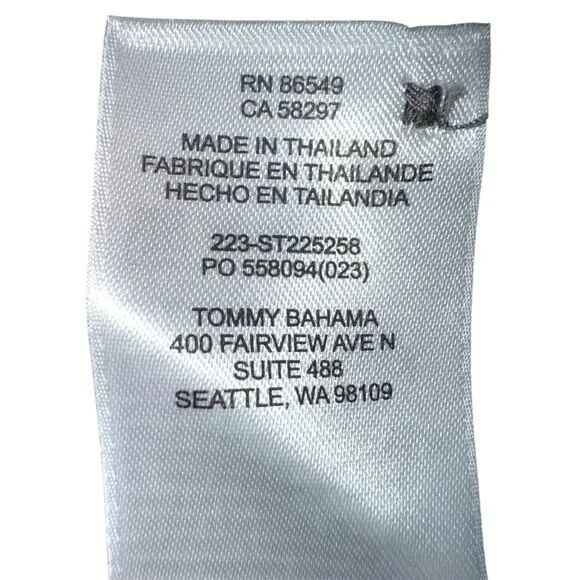 RN 86549
CA 58297
MADE IN THAILAND
FABRIQUE EN THAILANDE
HECHO EN TAILANDIA
223-ST225258
PO 558094(023)
TOMMY BAHAMA
400 FAIRVIEW AVE N
SUITE 488
SEATTLE, WA 98109